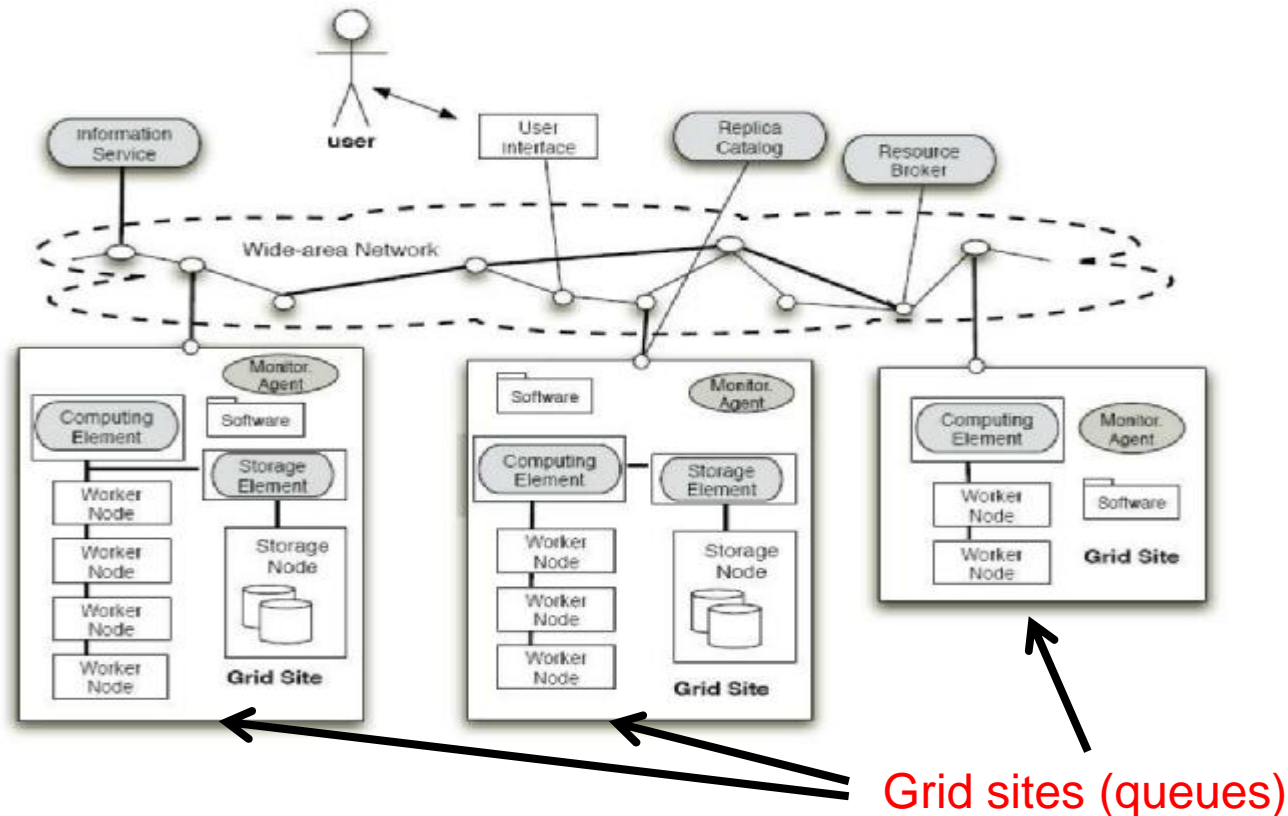 user
Information
Service
User
Interface
Replica
Catalog
Resource
Broker
Wide-area Network
Monitor.
Agent
Computing
Element
Software
Storage
Element
Worker
Node
Worker
Node
Worker
Node
Worker
Node
Storage
Node
Grid Site
Software
Monitor.
Agent
Computing
Element
Storage
Element
Worker
Node
Worker
Node
Worker
Node
Storage
Node
Grid Site
Computing
Element
Monitor.
Agent
Worker
Node
Software
Worker
Node
Grid Site
Grid sites (queues)